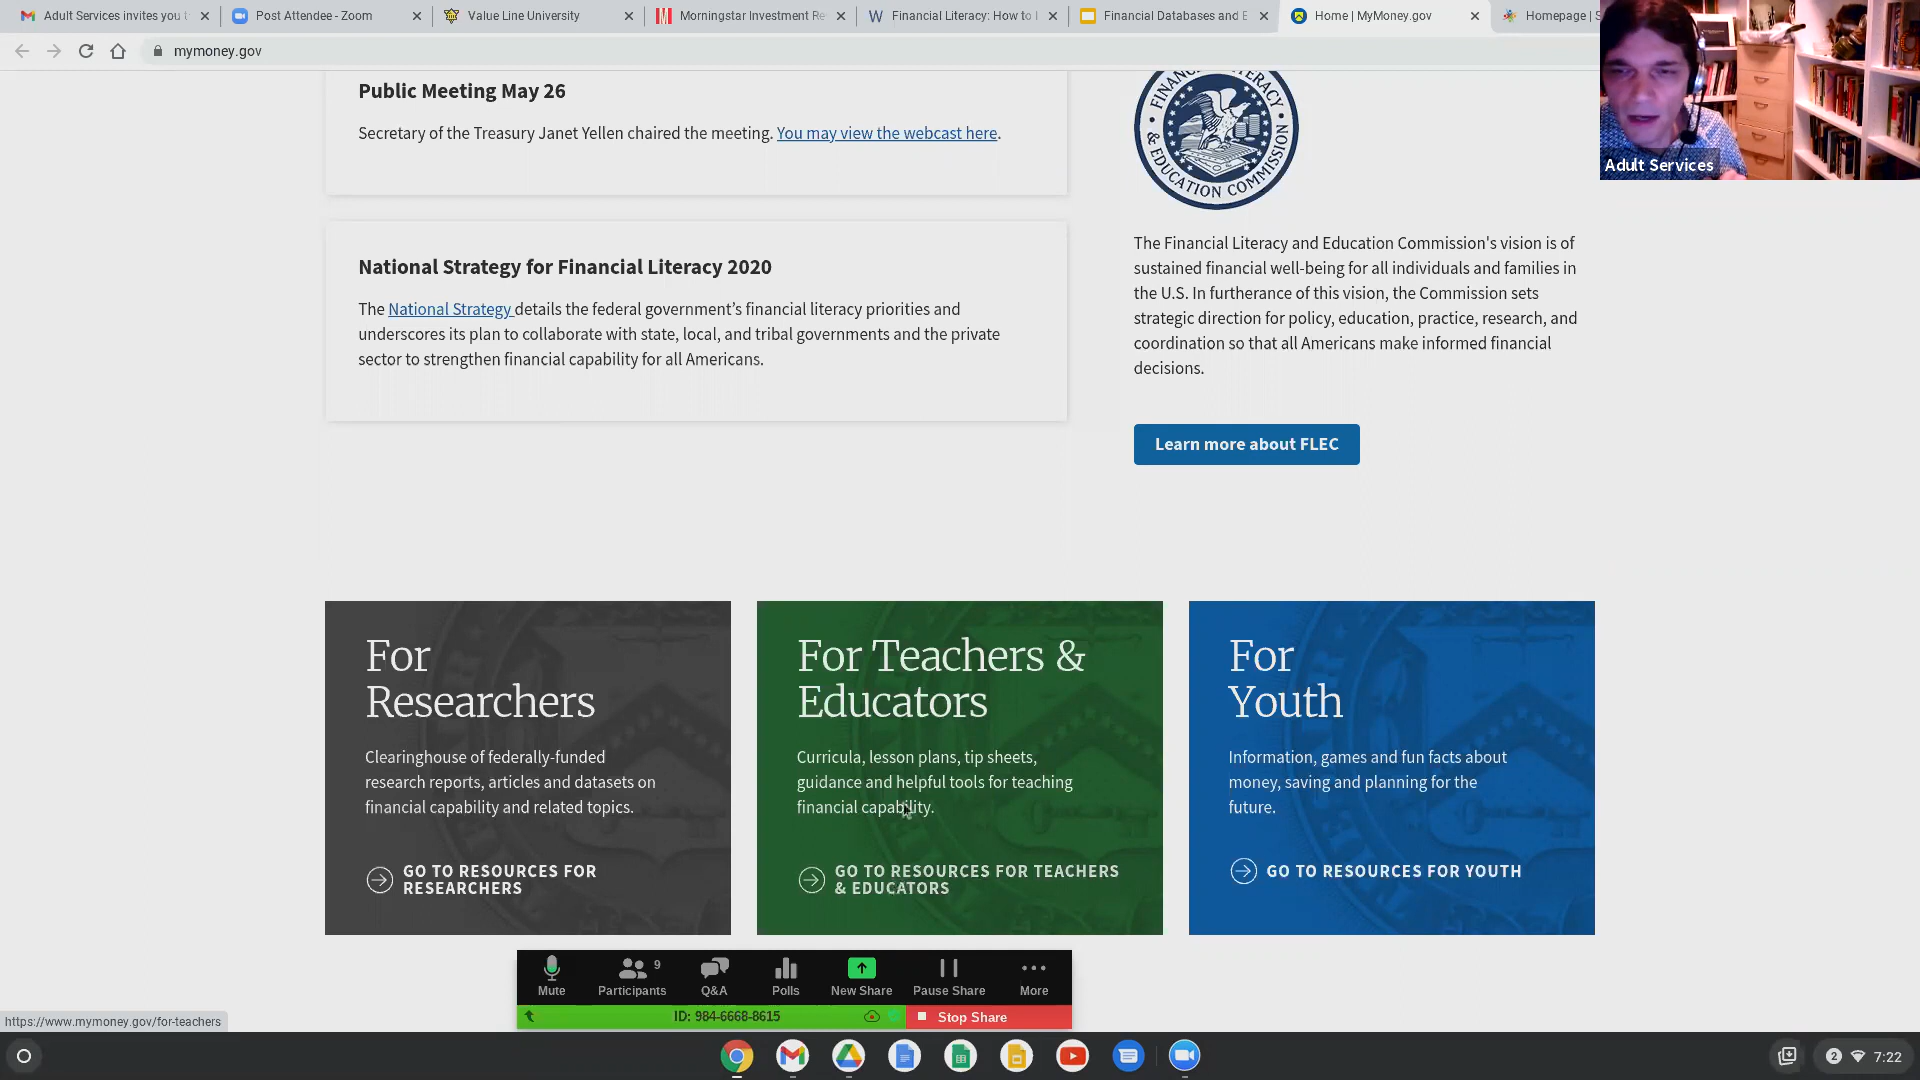 Adult Services invites you t
Post Attendee - Zoom
Value Line University
Morningstar Investment Re
Financial Literacy: How to
Financial Databases and E
Home | MyMoney.gov
Homepage | S
mymoney.gov
Adult Services
Public Meeting May 26
Secretary of the Treasury Janet Yellen chaired the meeting. You may view the webcast here.
National Strategy for Financial Literacy 2020
The National Strategy details the federal government’s financial literacy priorities and
underscores its plan to collaborate with state, local, and tribal governments and the private
sector to strengthen financial capability for all Americans.
LITERACY
& EDUCATION COMMISSION
The Financial Literacy and Education Commission's vision is of
sustained financial well-being for all individuals and families in
the U.S. In furtherance of this vision, the Commission sets
strategic direction for policy, education, practice, research, and
coordination so that all Americans make informed financial
decisions.
Learn more about FLEC
For
Researchers
Clearinghouse of federally-funded
research reports, articles and datasets on
financial capability and related topics.
GO TO RESOURCES FOR
RESEARCHERS
For Teachers &
Educators
Curricula, lesson plans, tip sheets,
guidance and helpful tools for teaching
financial capability.
GO TO RESOURCES FOR TEACHERS
& EDUCATORS
For
Youth
Information, games and fun facts about
money, saving and planning for the
future.
GO TO RESOURCES FOR YOUTH
9
Mute
Participants
Q&A
Polls
New Share
Pause Share
More
ID: 984-6668-8615
Stop Share
https://www.mymoney.gov/for-teachers
2
7:22